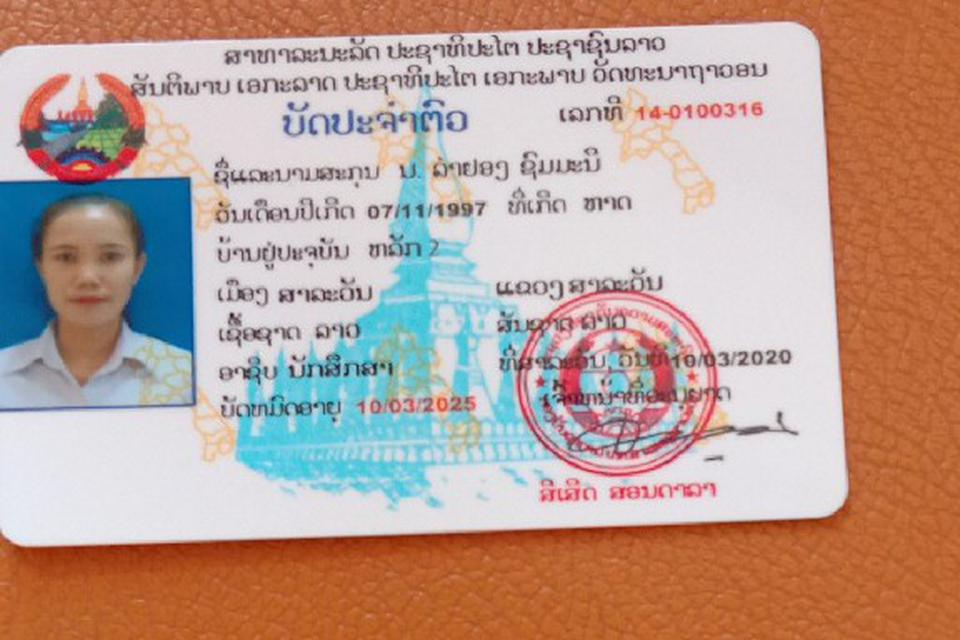 ສາທາລະນະລັດ ປະຊາທິປະໄຕ ປະຊາຊົນລາວ
ສັນຕິພາບ ເອກະລາດ ປະຊາທິປະໄຕ ເອກະພາບ ວັດທະນາຖາວອນ
ບັດປະຈຳຕົວ ເລກທີ 14-0100316
ຊື່ແລະນາມສະກຸນ ນ. ລຳຢອງ ຊົມມະນີ
ວັນເດືອນປີເກີດ 07/11/1997 ທີ່ເກີດ ຫາດ
ບ້ານຢູ່ປະຈຸບັນ ຫລັກ 2
ເມືອງ ສາລະວັນ ແຂວງ ສາລະວັນ
ເຊື້ອຊາດ ລາວ ສັນຊາດ ລາວ
ອາຊີບ ນັກສຶກສາ ທີ່ສາລະວັນ, ວັນທີ 10/03/2020
ບັດຫມົດອາຍຸ 10/03/2025 ເຈົ້າຫນ້າທີ່ອະນຸຍາດ
ສີເສີດ ສອນດາລາ